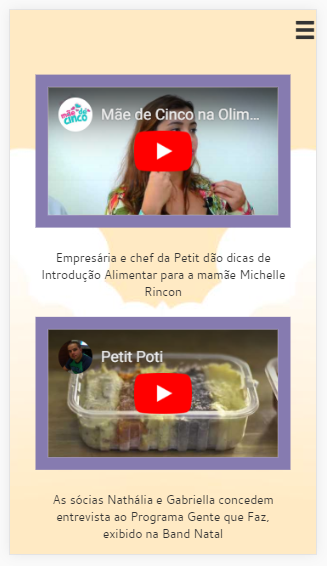 mãe de cinco
Mãe de Cinco na Olim...
Empresária e chef da Petit dão dicas de
Introdução Alimentar para a mamãe Michelle
Rincon
Petit Poti
As sócias Nathália e Gabriella concedem
entrevista ao Programa Gente que Faz,
exibido na Band Natal